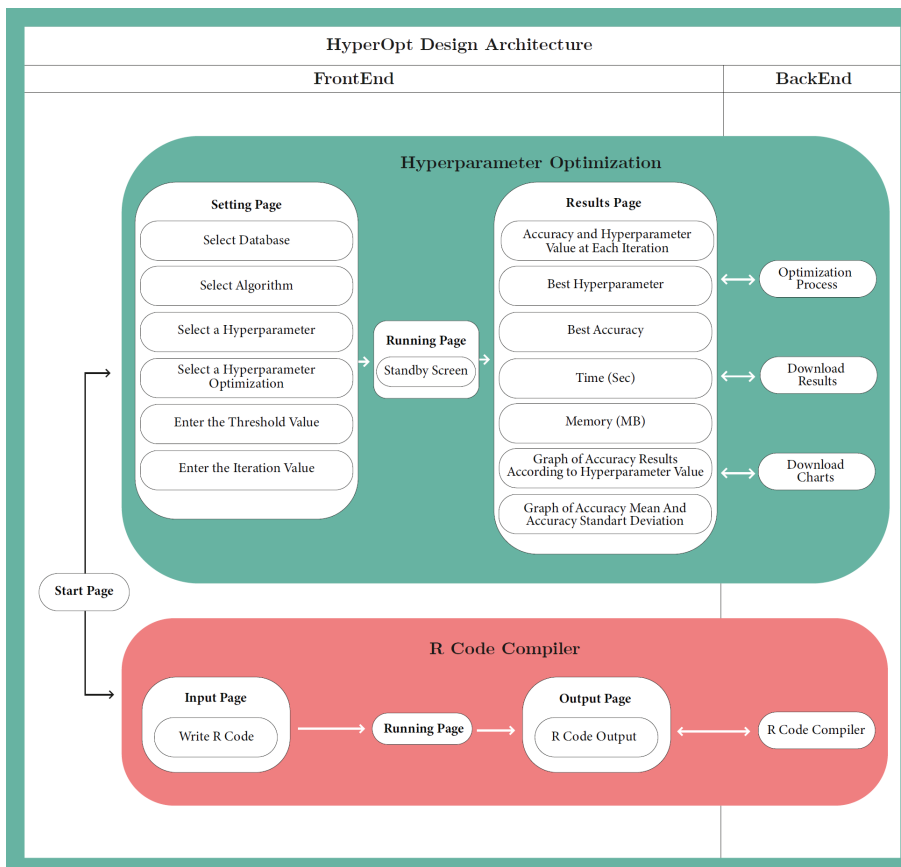 HyperOpt Design Architecture
FrontEnd
BackEnd
Hyperparameter Optimization
Setting Page
Select Database
Select Algorithm
Select a Hyperparameter
Select a Hyperparameter
Optimization
Enter the Threshold Value
Enter the Iteration Value
Running Page
Standby Screen
Results Page
Accuracy and Hyperparameter
Value at Each Iteration
Best Hyperparameter
Best Accuracy
Time (Sec)
Memory (MB)
Graph of Accuracy Results
According to Hyperparameter Value
Graph of Accuracy Mean And
Accuracy Standart Deviation
Optimization
Process
Download
Results
Download
Charts
Start Page
R Code Compiler
Input Page
Write R Code
Running Page
Output Page
R Code Output
R Code Compiler